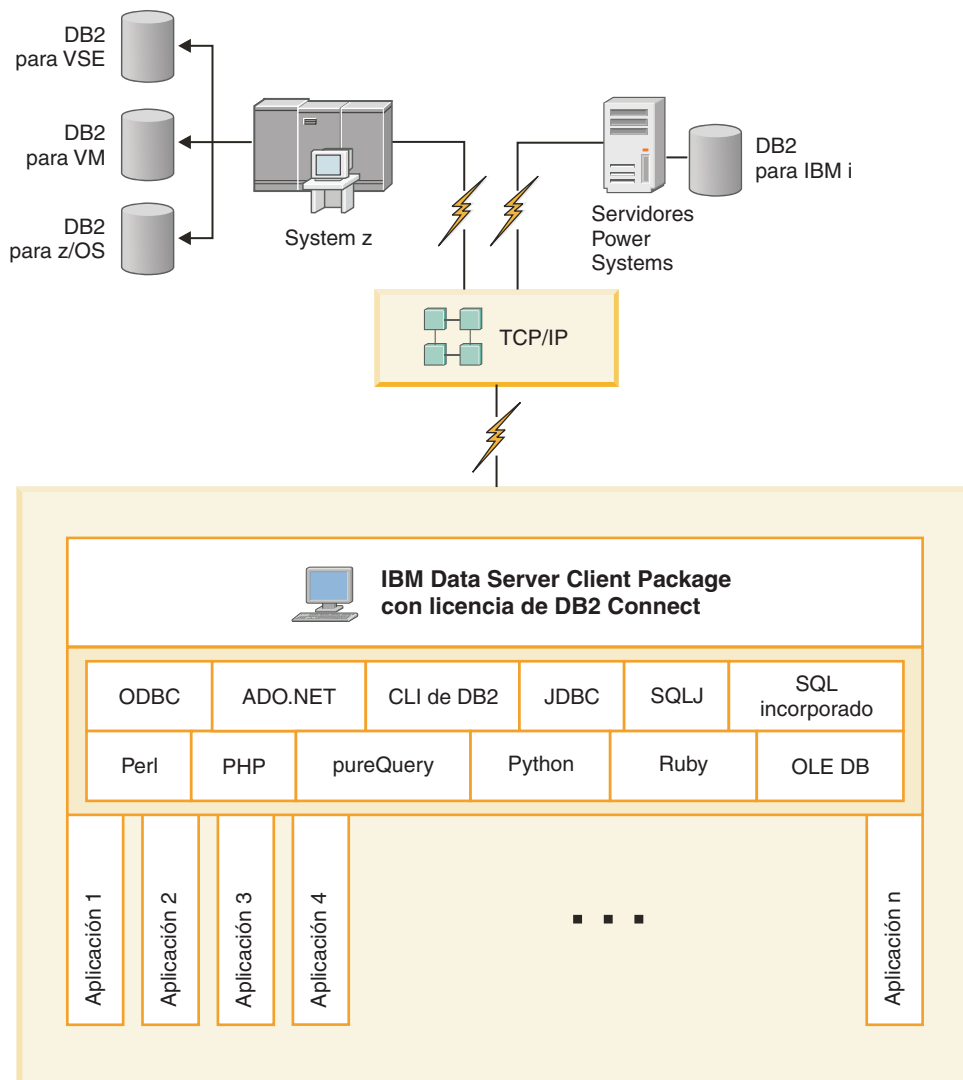 DB2
para VSE
DB2
para VM
DB2
para z/OS
System z
Servidores
Power
Systems
DB2
para IBM i
TCP/IP
IBM Data Server Client Package
con licencia de DB2 Connect
ODBC
ADO.NET
CLI de DB2
JDBC
SQLJ
SQL
incorporado
Perl
PHP
pureQuery
Python
Ruby
OLE DB
Aplicación 1
Aplicación 2
Aplicación 3
Aplicación 4
. . .
Aplicación n